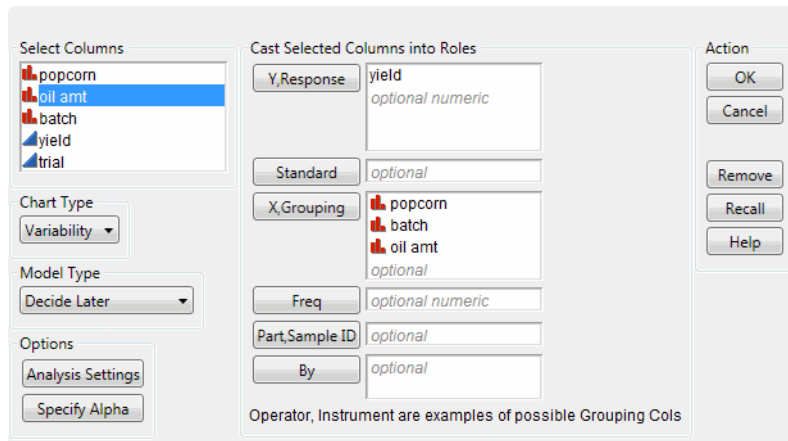 Select Columns
popcorn
oil amt
batch
yield
trial
Chart Type
Variability
Model Type
Decide Later
Options
Analysis Settings
Specify Alpha
Cast Selected Columns into Roles
Y,Response
yield
optional numeric
Standard
optional
X,Grouping
popcorn
batch
oil amt
optional
Freq
optional numeric
Part,Sample ID
optional
By
optional
Operator, Instrument are examples of possible Grouping Cols
Action
OK
Cancel
Remove
Recall
Help